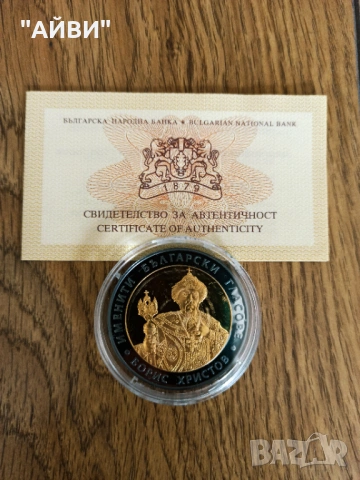 "АЙВИ"
БЪЛГАРСКА НАРОДНА БАНКА • BULGARIAN NATIONAL BANK
1879
СВИДЕТЕЛСТВО ЗА АВТЕНТИЧНОСТ
CERTIFICATE OF AUTHENTICITY
ИМЕНИТИ БЪЛГАРСКИ ГЛАСОВЕ
• БОРИС ХРИСТОВ •
BAZAR